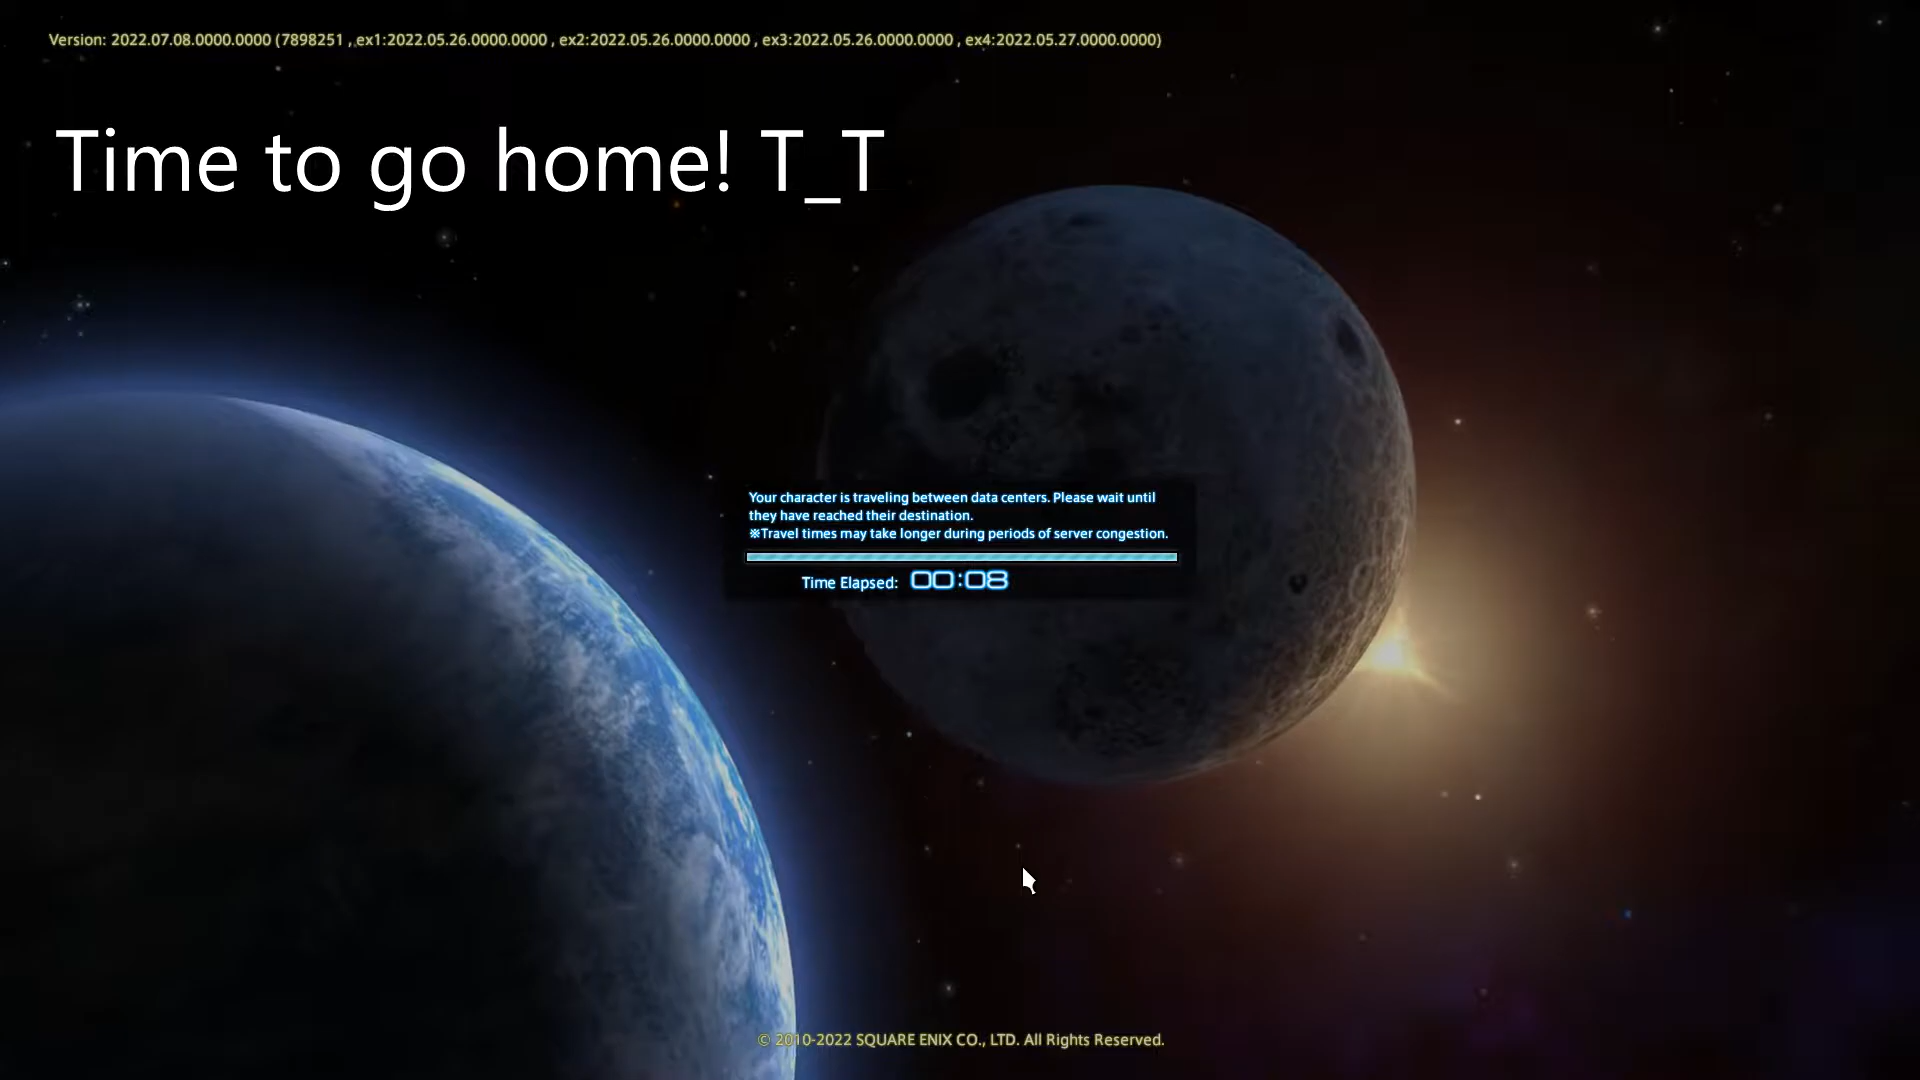 Version: 2022.07.08.0000.0000 (7898251 , ex1:2022.05.26.0000.0000 , ex2:2022.05.26.0000.0000 , ex3:2022.05.26.0000.0000 , ex4:2022.05.27.0000.0000)
Time to go home! T_T
Your character is traveling between data centers. Please wait until
they have reached their destination.
※Travel times may take longer during periods of server congestion.
Time Elapsed: 00:08
© 2010-2022 SQUARE ENIX CO., LTD. All Rights Reserved.